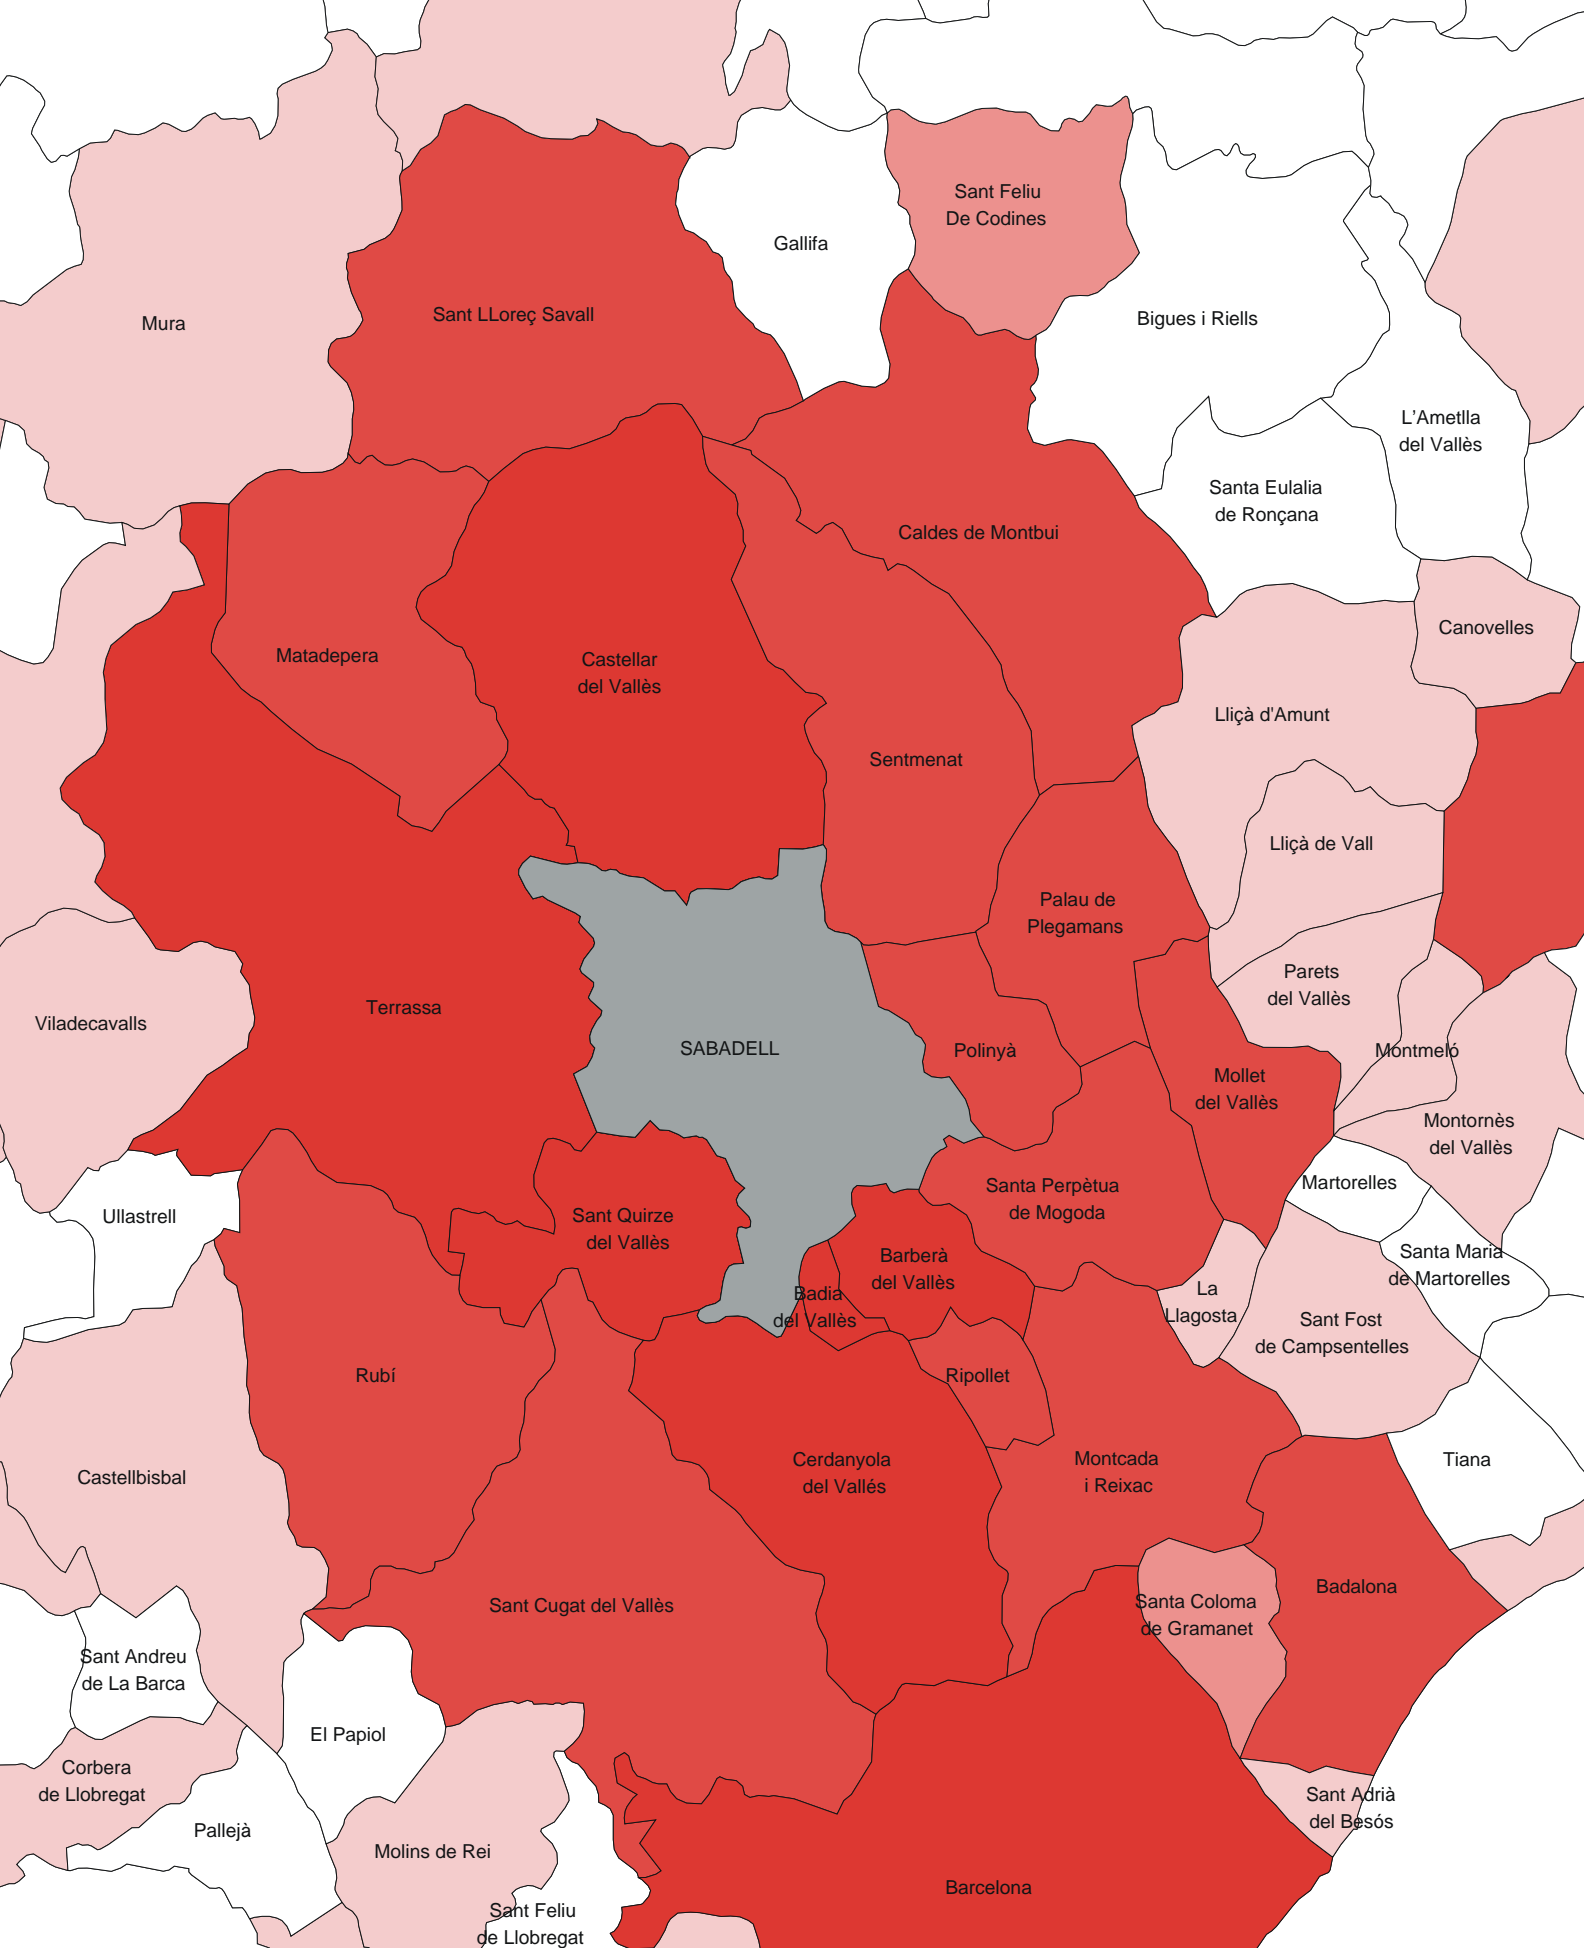 Sant Feliu
De Codines
Gallifa
Sant LLoreç Savall
Mura
Bigues i Riells
L'Ametlla
del Vallès
Santa Eulalia
de Ronçana
Caldes de Montbui
Canovelles
Matadepera
Castellar
del Vallès
Lliçà d'Amunt
Sentmenat
Lliçà de Vall
Palau de
Plegamans
Parets
del Vallès
Terrassa
Viladecavalls
SABADELL
Polinyà
Montmeló
Mollet
del Vallès
Montornès
del Vallès
Martorelles
Santa Perpètua
de Mogoda
Ullastrell
Sant Quirze
del Vallès
Barberà
del Vallès
Santa Maria
de Martorelles
Badia
del Vallès
La
Llagosta
Sant Fost
de Campsentelles
Rubí
Ripollet
Cerdanyola
del Vallés
Montcada
i Reixac
Tiana
Castellbisbal
Badalona
Sant Cugat del Vallès
Santa Coloma
de Gramanet
Sant Andreu
de La Barca
El Papiol
Corbera
de Llobregat
Sant Adrià
del Besós
Pallejà
Molins de Rei
Barcelona
Sant Feliu
de Llobregat